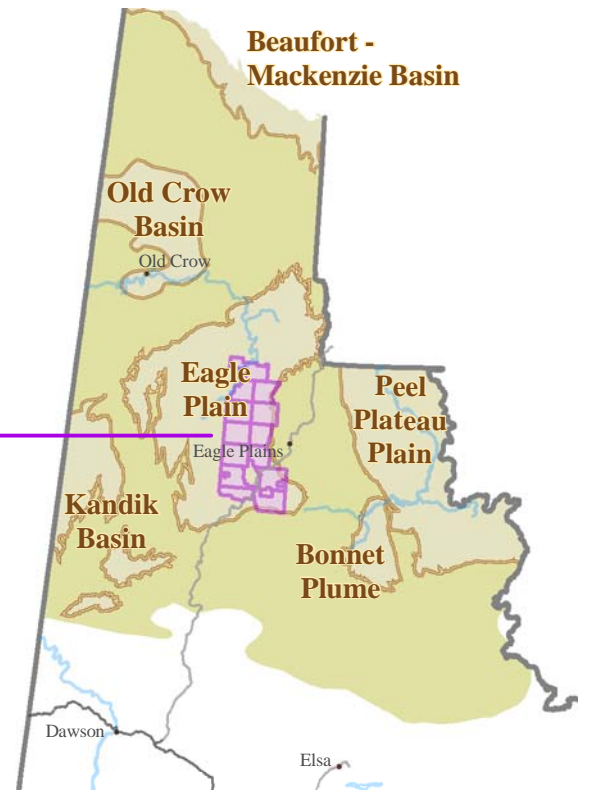 Beaufort -
Mackenzie Basin
Old Crow
Basin
Old Crow
Eagle
Plain
Peel
Plateau
Plain
Eagle Plains
Kandik
Basin
Bonnet
Plume
Dawson
Elsa